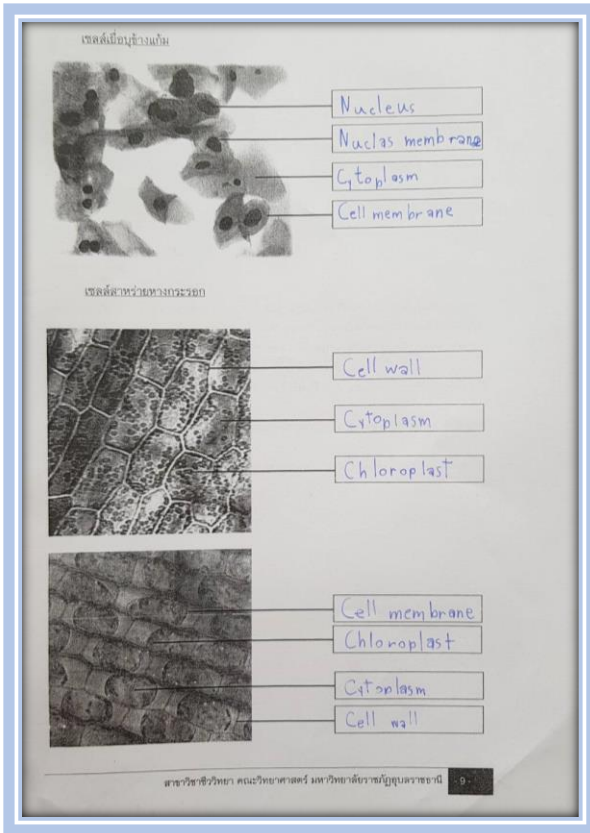 เซลล์เยื่อบุข้างแก้ม
Nucleus
Nuclas membrane
Cytoplasm
Cell membrane
เซลล์สาหร่ายหางกระรอก
Cell wall
Cytoplasm
Chloroplast
Cell membrane
Chloroplast
Cytoplasm
Cell wall
สาขาวิชาชีววิทยา คณะวิทยาศาสตร์ มหาวิทยาลัยราชภัฏอุบลราชธานี -9-